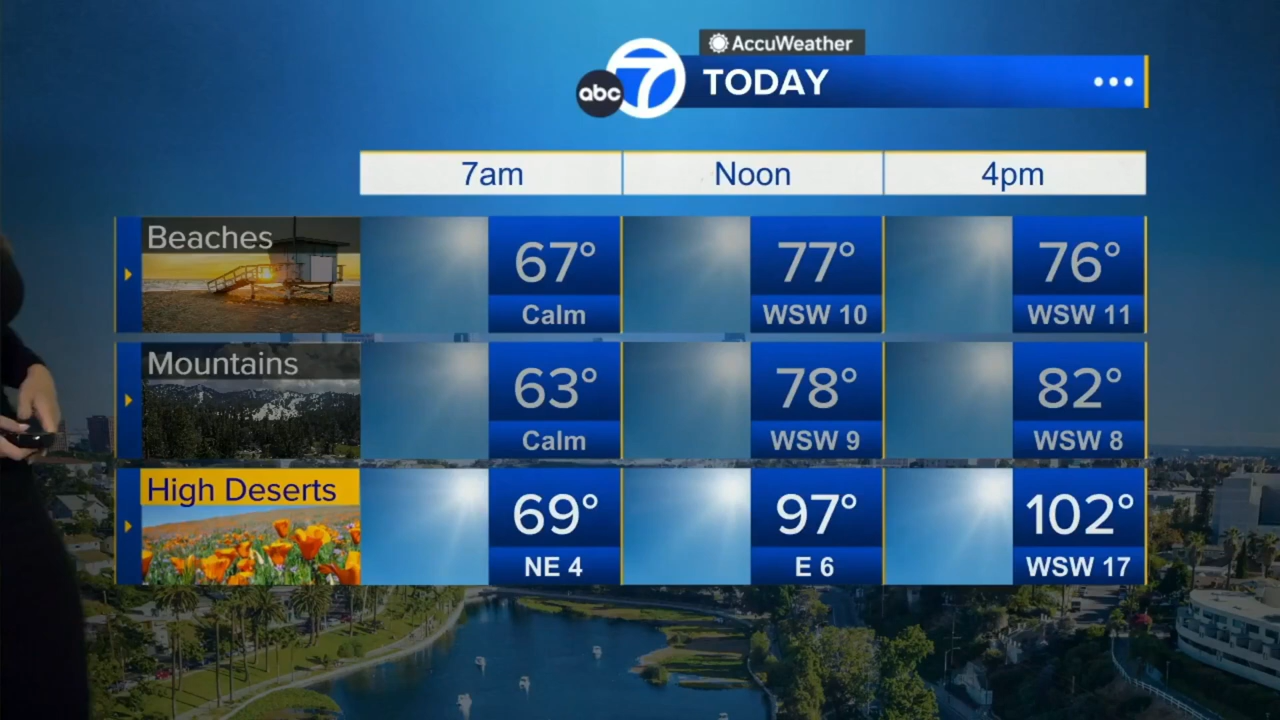 AccuWeather
abc 7 TODAY
7am Noon 4pm
Beaches 67° 77° 76°
Calm WSW 10 WSW 11
Mountains 63° 78° 82°
Calm WSW 9 WSW 8
High Deserts 69° 97° 102°
NE 4 E 6 WSW 17